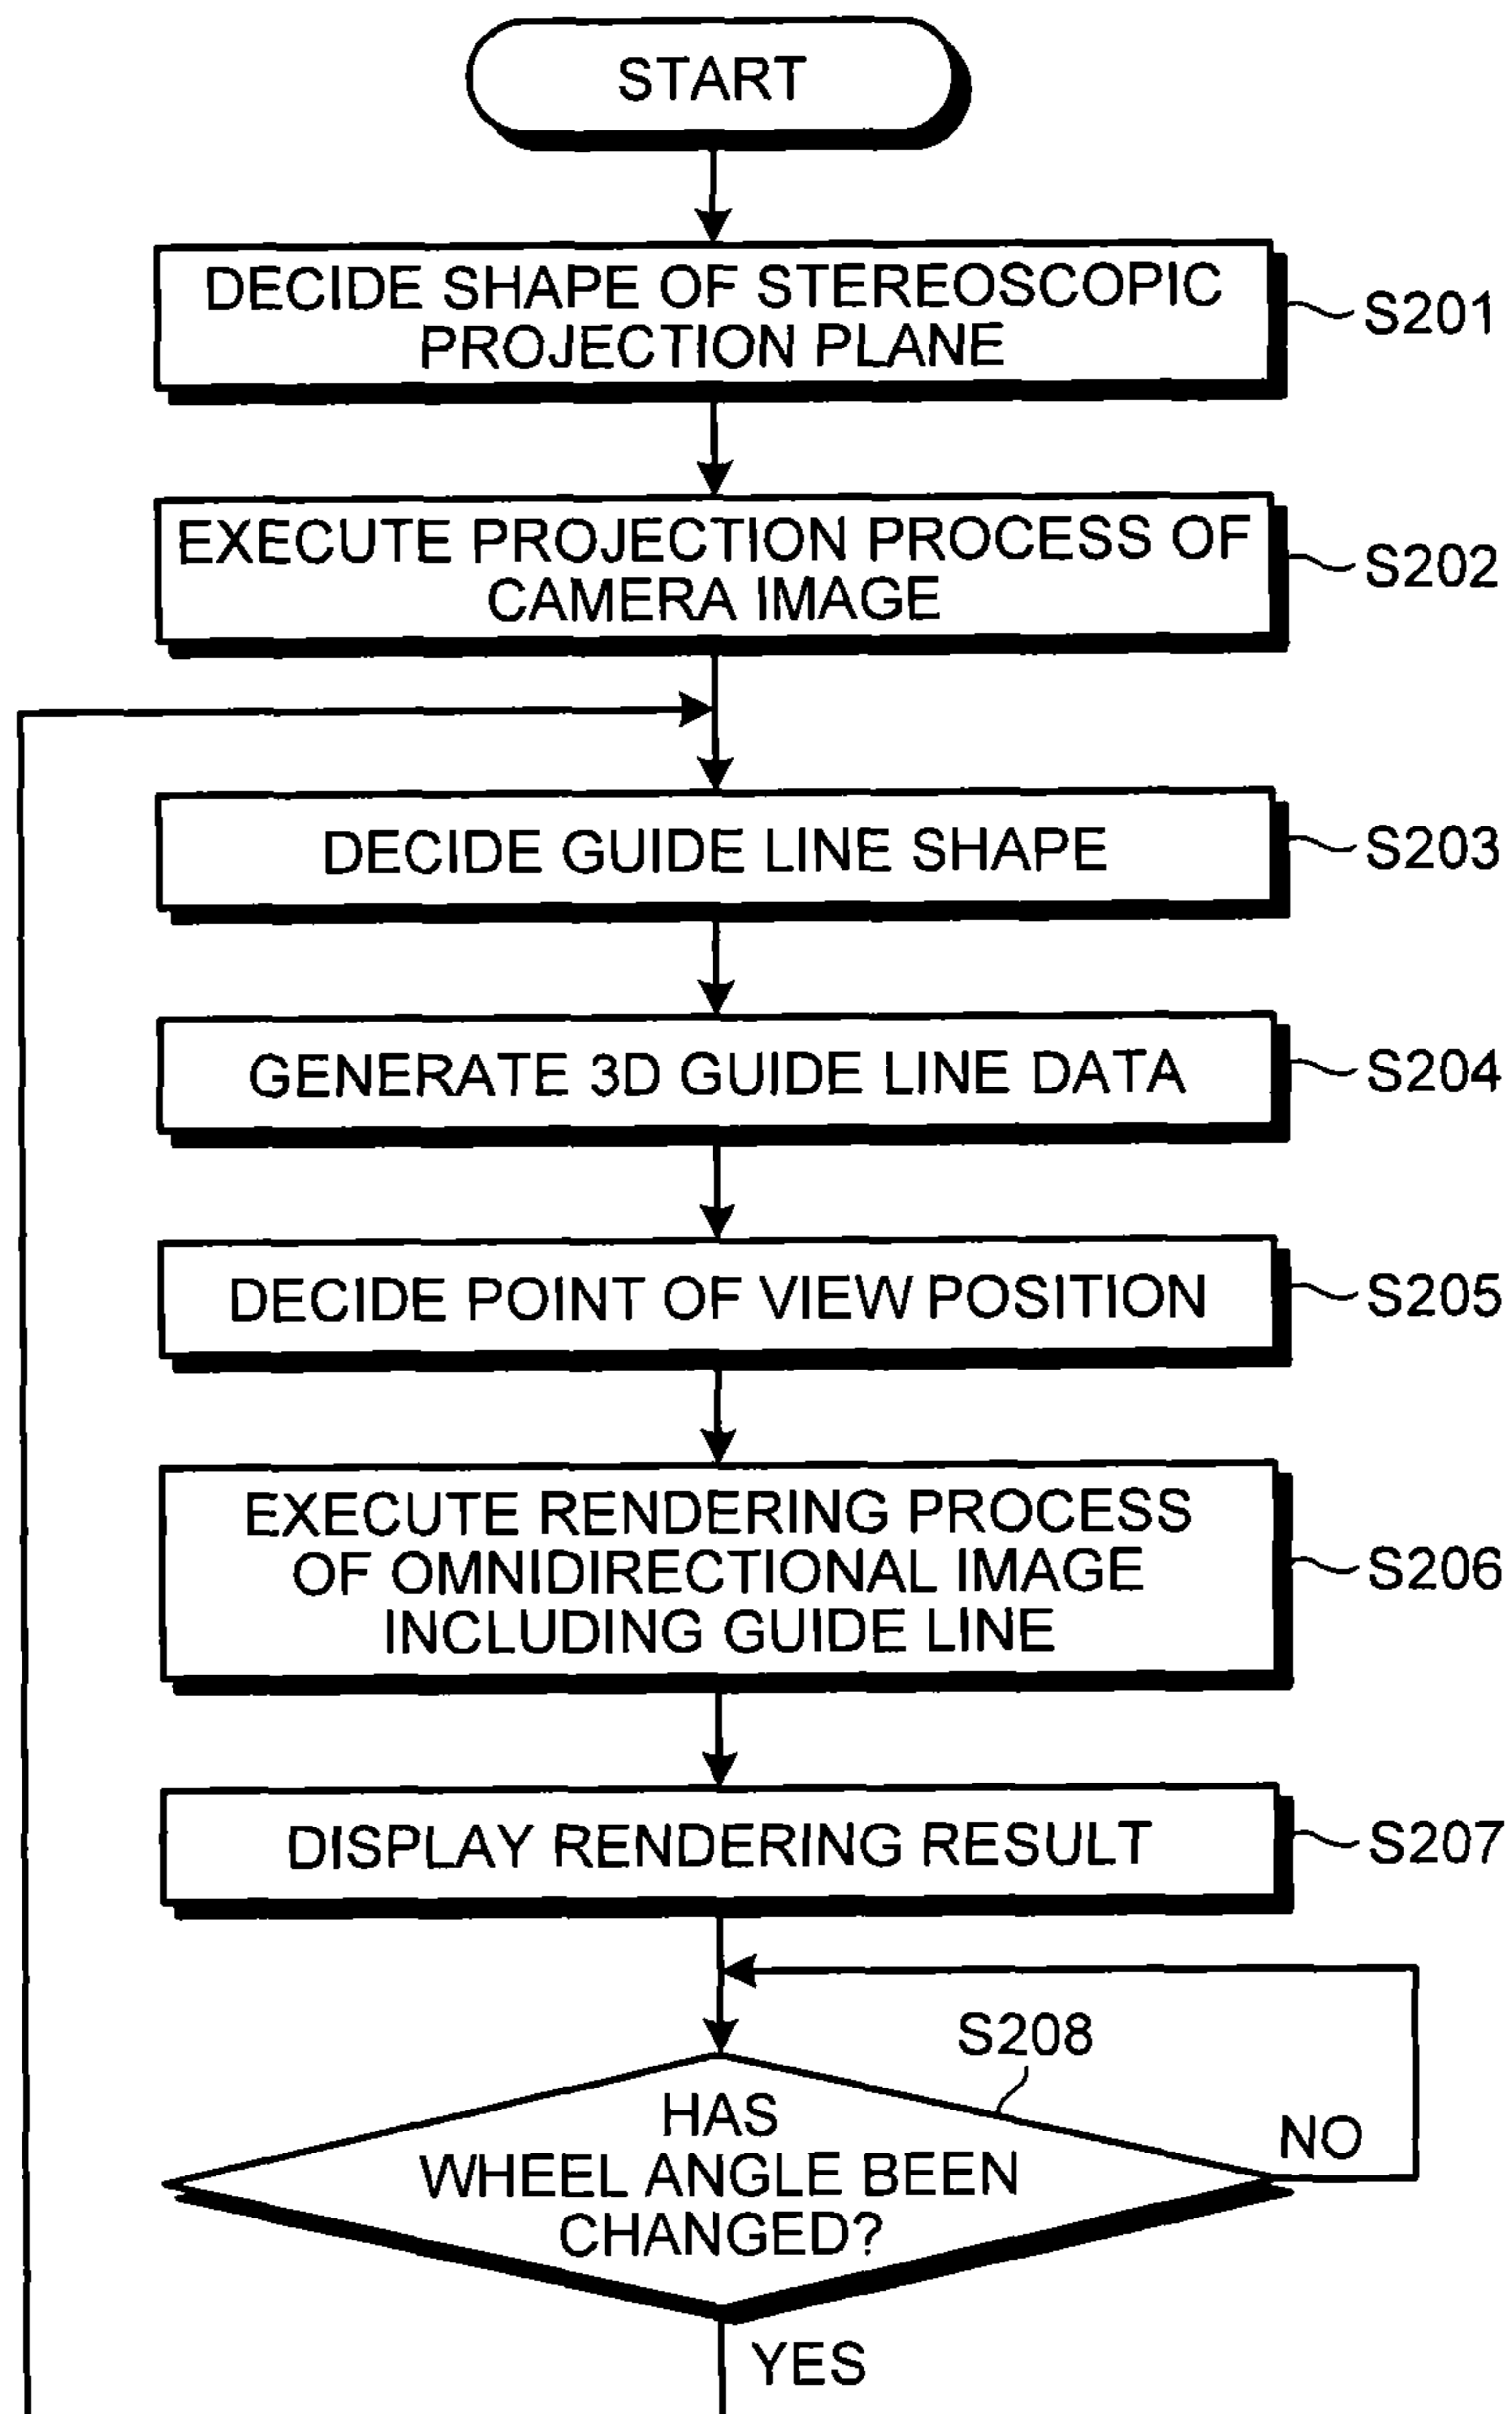 START
DECIDE SHAPE OF STEREOSCOPIC
PROJECTION PLANE
S201
EXECUTE PROJECTION PROCESS OF
CAMERA IMAGE
S202
DECIDE GUIDE LINE SHAPE
S203
GENERATE 3D GUIDE LINE DATA
S204
DECIDE POINT OF VIEW POSITION
S205
EXECUTE RENDERING PROCESS
OF OMNIDIRECTIONAL IMAGE
INCLUDING GUIDE LINE
S206
DISPLAY RENDERING RESULT
S207
S208
HAS
WHEEL ANGLE BEEN
CHANGED?
NO
YES